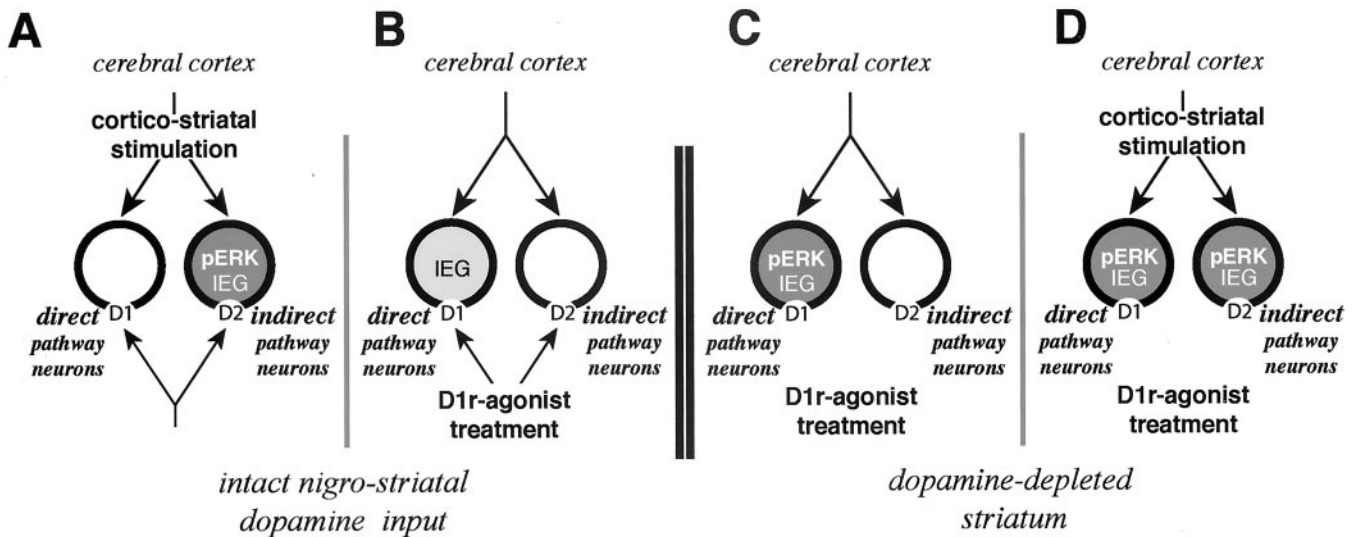 A
cerebral cortex
cortico-striatal
stimulation
pERK
IEG
D1
D2
direct
pathway
neurons
indirect
pathway
neurons
B
cerebral cortex
IEG
D1
D2
direct
pathway
neurons
indirect
pathway
neurons
D1r-agonist
treatment
intact nigro-striatal
dopamine input
C
cerebral cortex
pERK
IEG
D1
D2
direct
pathway
neurons
indirect
pathway
neurons
D1r-agonist
treatment
D
cerebral cortex
cortico-striatal
stimulation
pERK
IEG
pERK
IEG
D1
D2
direct
pathway
neurons
indirect
pathway
neurons
D1r-agonist
treatment
dopamine-depleted
striatum